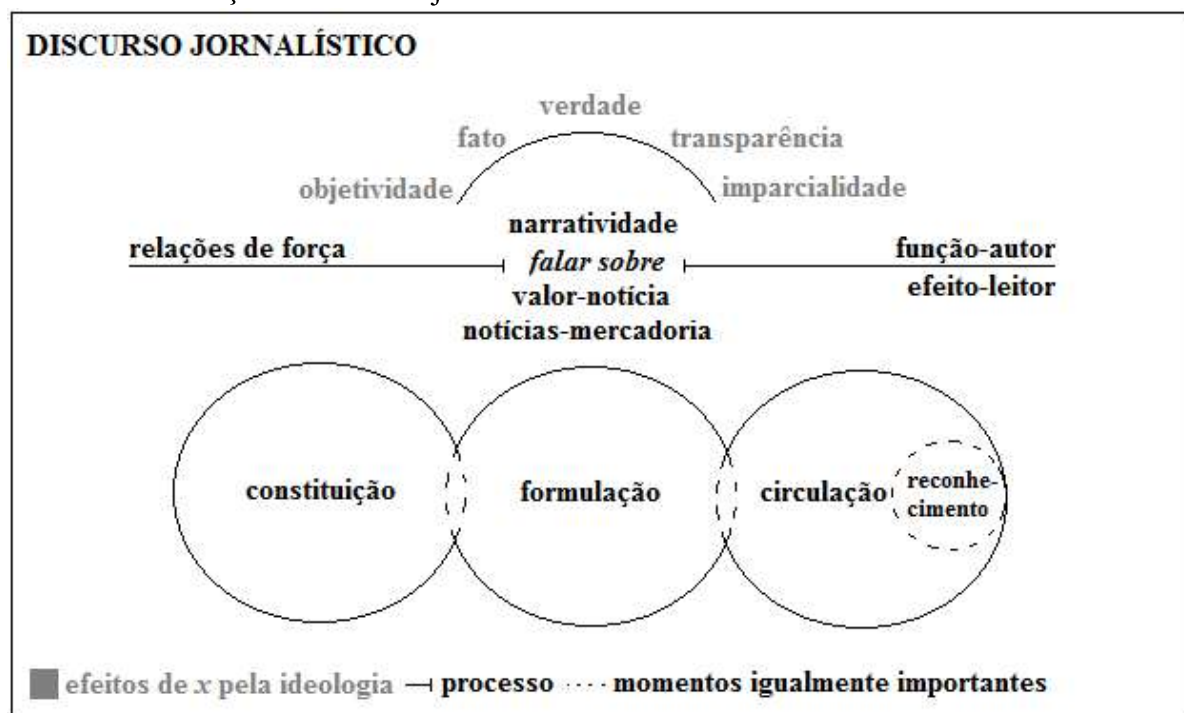 DISCURSO JORNALÍSTICO
verdade
fato
transparência
objetividade
imparcialidade
narratividade
relações de força
falar sobre
função-autor
efeito-leitor
valor-notícia
notícias-mercadoria
constituição
formulação
circulação
reconhe-
cimento
efeitos de x pela ideologia
processo
momentos igualmente importantes